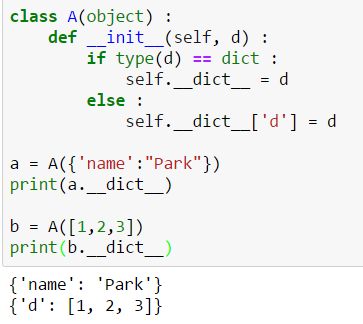 class A(object) :
    def __init__(self, d) :
        if type(d) == dict :
            self.__dict__ = d
        else :
            self.__dict__['d'] = d
a = A({'name':"Park"})
print(a.__dict__)
b = A([1,2,3])
print(b.__dict__)
{'name': 'Park'}
{'d': [1, 2, 3]}